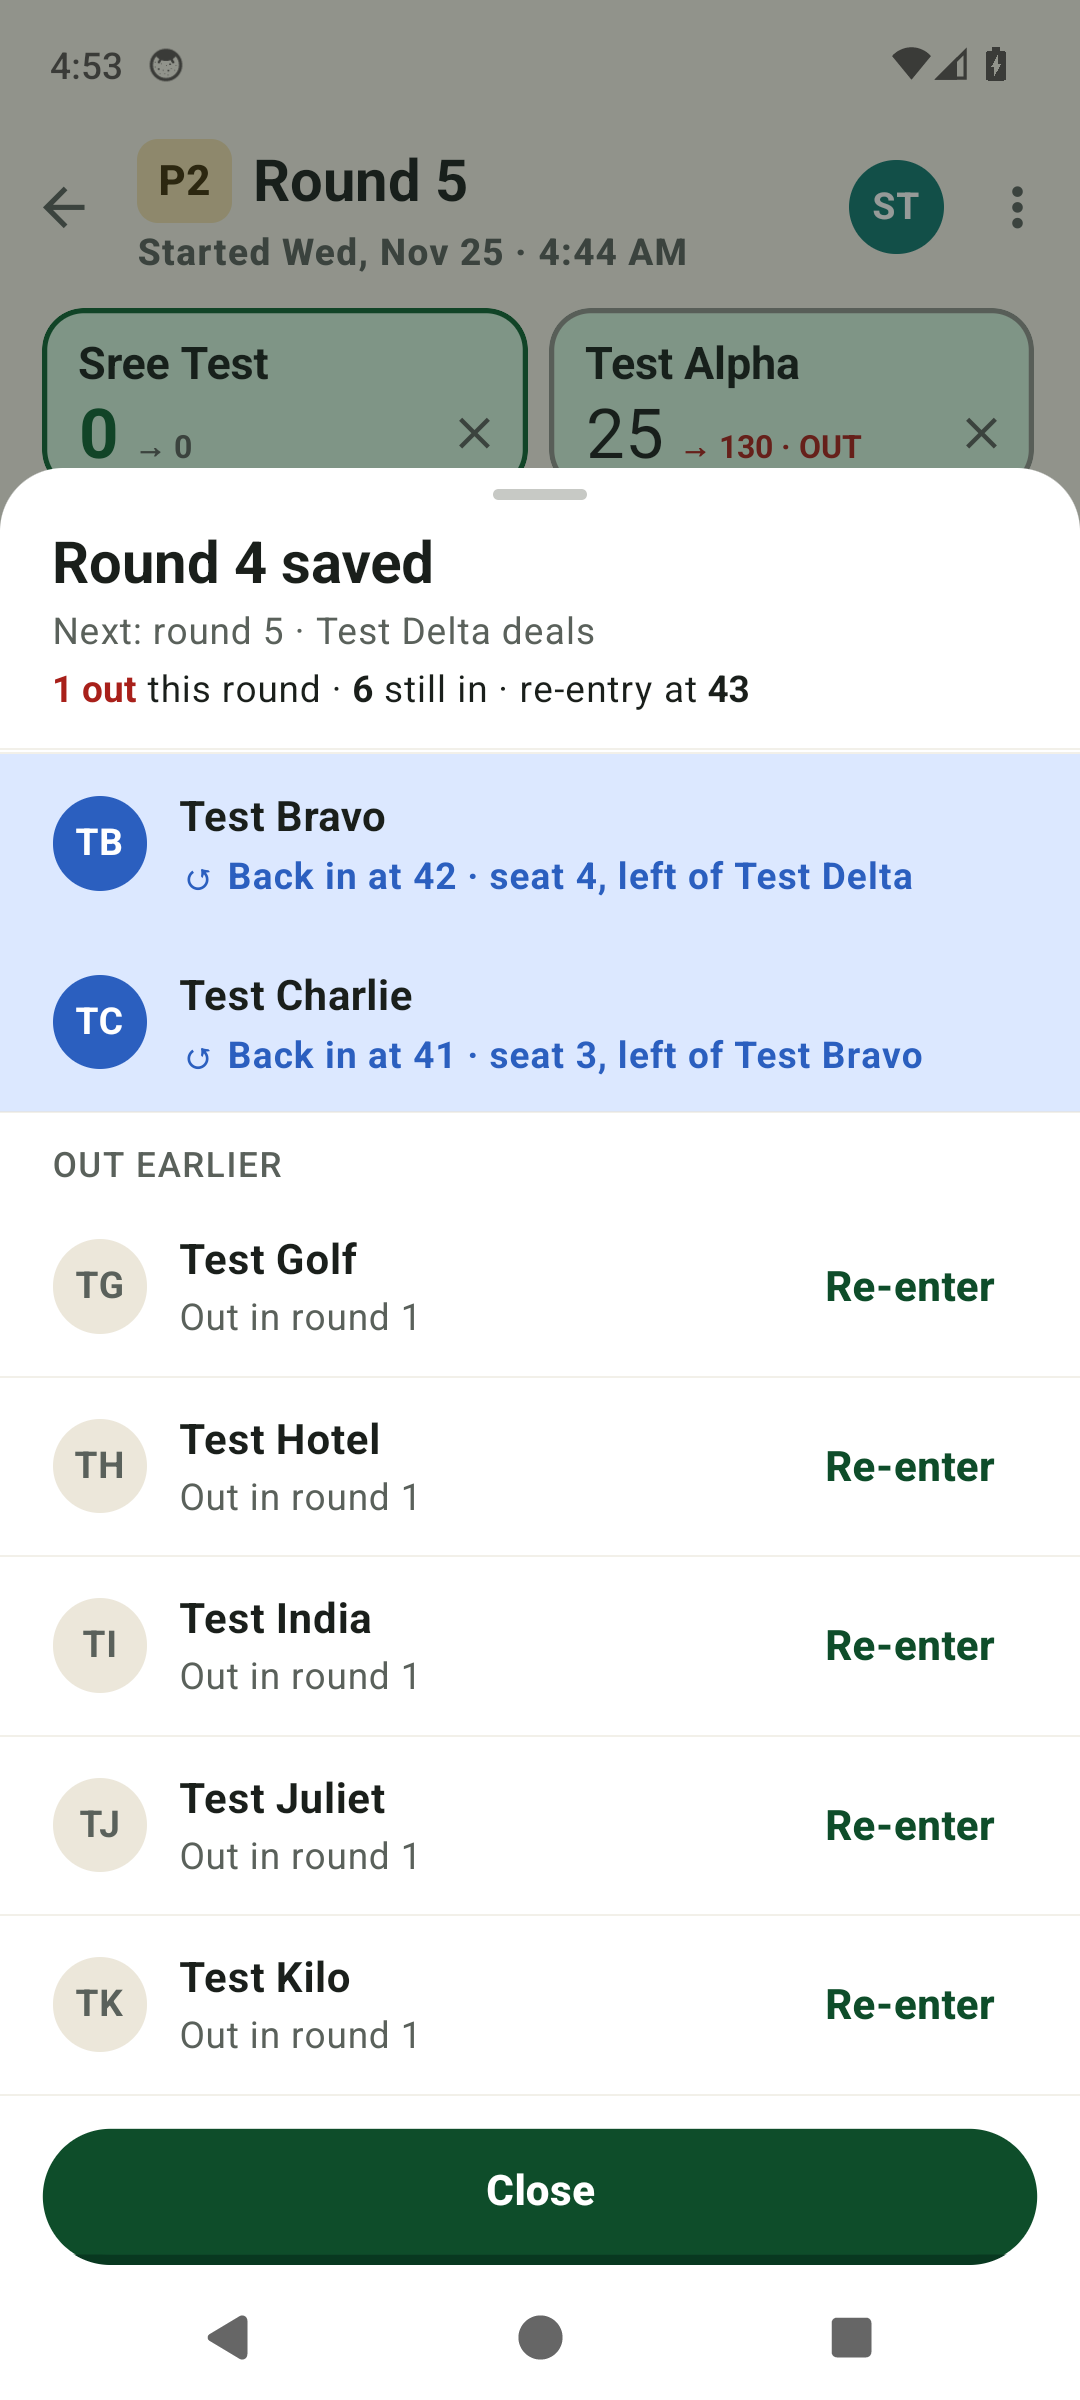 4:53
P2 Round 5
Started Wed, Nov 25 · 4:44 AM
ST
Sree Test
0 → 0 ×
Test Alpha
25 → 130 · OUT ×
Round 4 saved
Next: round 5 · Test Delta deals
1 out this round · 6 still in · re-entry at 43
TB
Test Bravo
↺ Back in at 42 · seat 4, left of Test Delta
TC
Test Charlie
↺ Back in at 41 · seat 3, left of Test Bravo
OUT EARLIER
TG
Test Golf
Out in round 1
Re-enter
TH
Test Hotel
Out in round 1
Re-enter
TI
Test India
Out in round 1
Re-enter
TJ
Test Juliet
Out in round 1
Re-enter
TK
Test Kilo
Out in round 1
Re-enter
Close